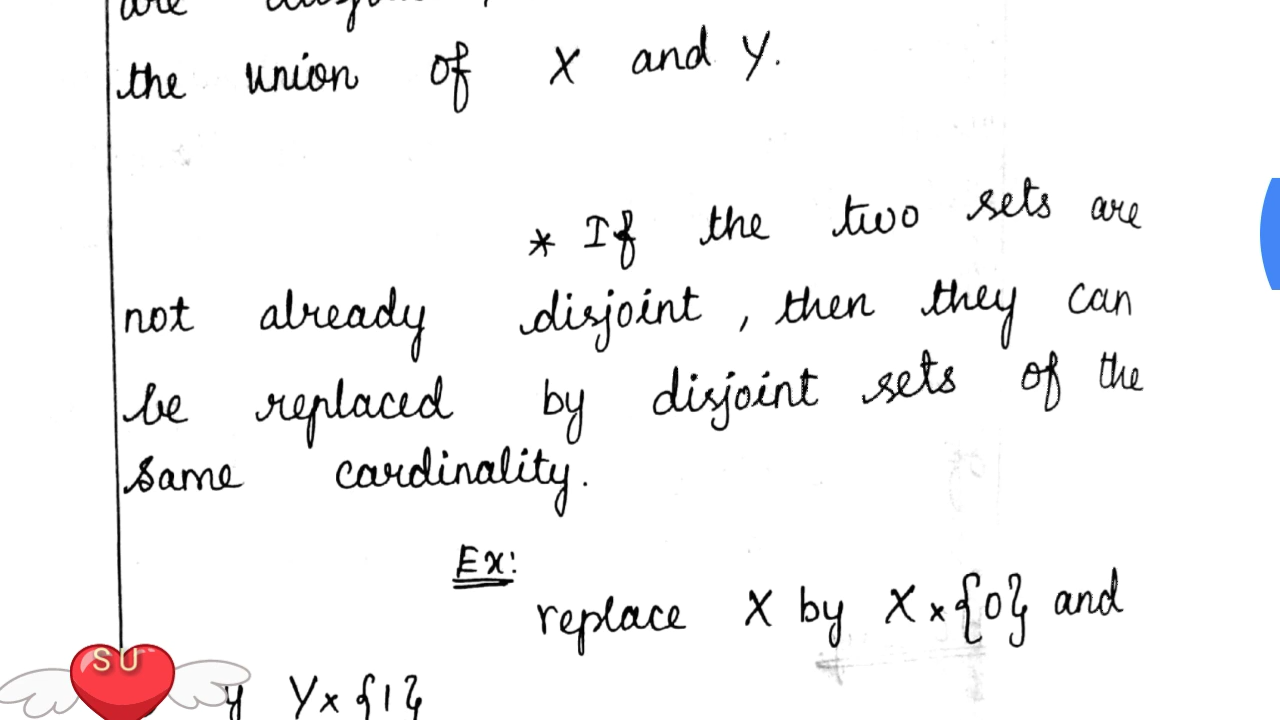 are
the union of X and Y.
* If the two sets are
not already disjoint, then they can
be replaced by disjoint sets of the
same cardinality.
Ex:
replace X by X × {0} and
y Y × {1}
SU